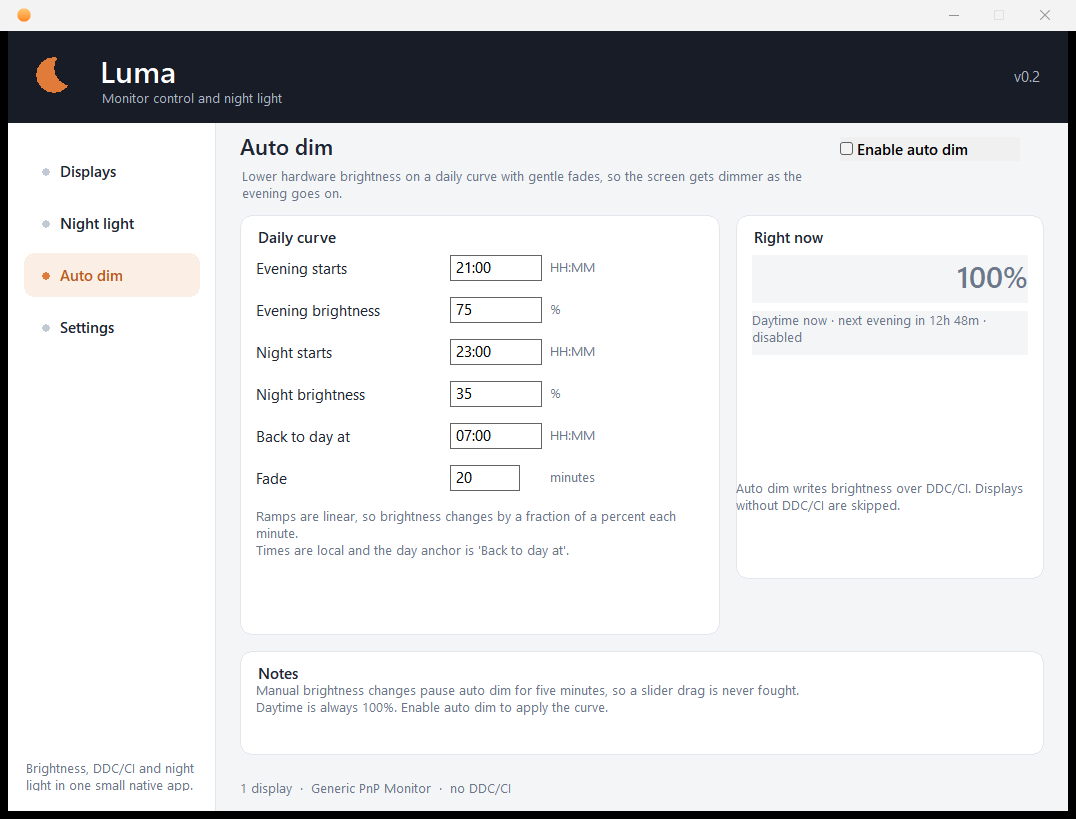 Luma
Monitor control and night light
v0.2
Displays
Night light
Auto dim
Settings
Brightness, DDC/CI and night
light in one small native app.
Auto dim
Enable auto dim
Lower hardware brightness on a daily curve with gentle fades, so the screen gets dimmer as the
evening goes on.
Daily curve
Evening starts 21:00 HH:MM
Evening brightness 75 %
Night starts 23:00 HH:MM
Night brightness 35 %
Back to day at 07:00 HH:MM
Fade 20 minutes
Ramps are linear, so brightness changes by a fraction of a percent each
minute.
Times are local and the day anchor is 'Back to day at'.
Right now
100%
Daytime now · next evening in 12h 48m ·
disabled
Auto dim writes brightness over DDC/CI. Displays
without DDC/CI are skipped.
Notes
Manual brightness changes pause auto dim for five minutes, so a slider drag is never fought.
Daytime is always 100%. Enable auto dim to apply the curve.
1 display · Generic PnP Monitor · no DDC/CI